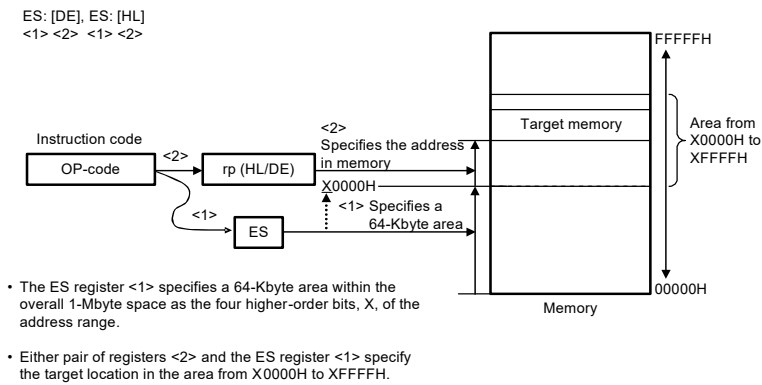 ES: [DE], ES: [HL]
<1> <2> <1> <2>
FFFFFH
Target memory
Area from
X0000H to
XFFFFH
Instruction code
OP-code
<2>
rp (HL/DE)
<2>
Specifies the address
in memory
X0000H
<1>
ES
<1> Specifies a
64-Kbyte area
00000H
Memory
• The ES register <1> specifies a 64-Kbyte area within the
overall 1-Mbyte space as the four higher-order bits, X, of the
address range.
• Either pair of registers <2> and the ES register <1> specify
the target location in the area from X0000H to XFFFFH.